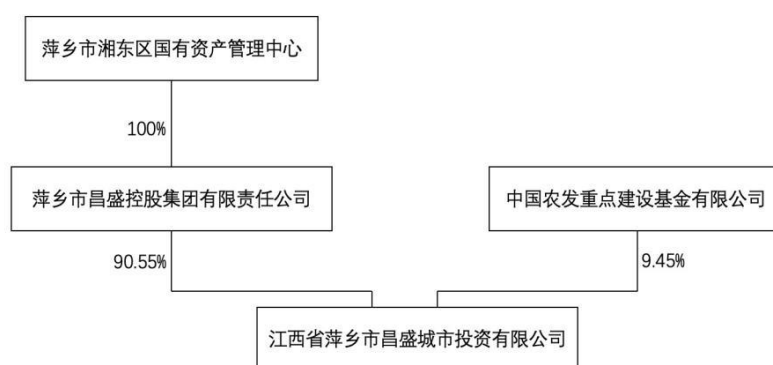 萍乡市湘东区国有资产管理中心
100%
萍乡市昌盛控股集团有限责任公司
中国农发重点建设基金有限公司
90.55%
9.45%
江西省萍乡市昌盛城市投资有限公司